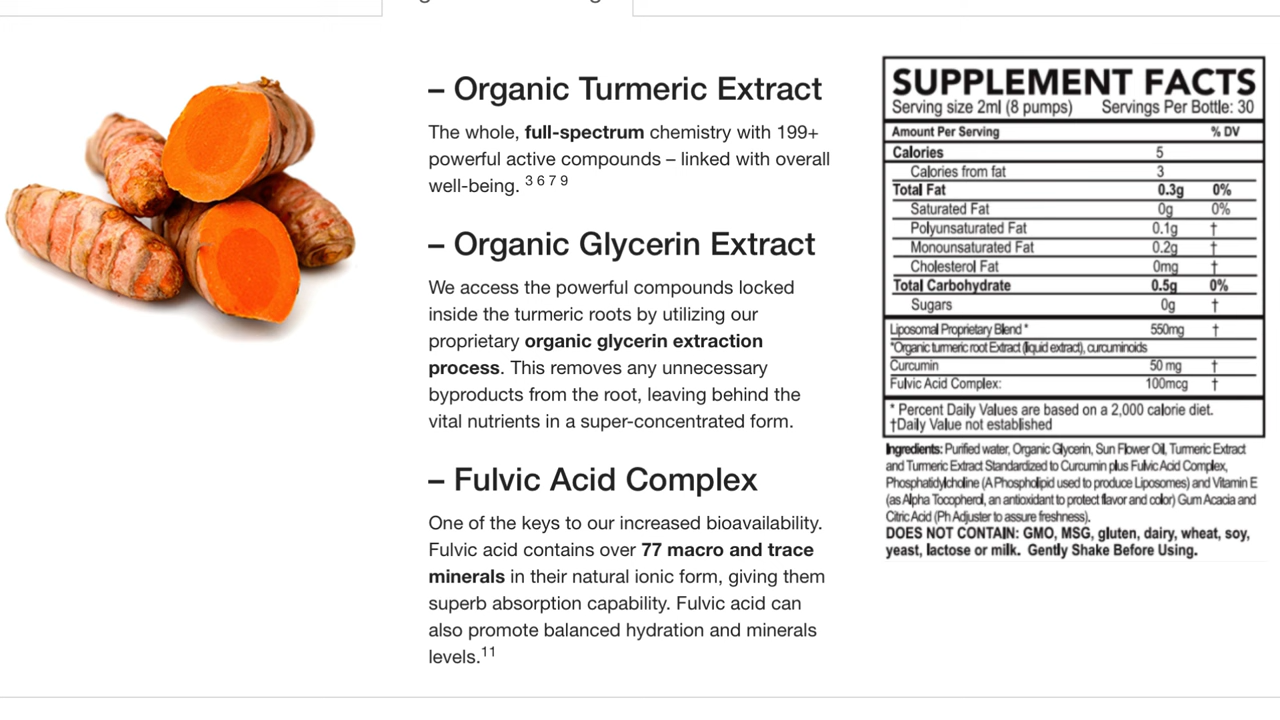 – Organic Turmeric Extract
The whole, full-spectrum chemistry with 199+
powerful active compounds – linked with overall
well-being. 3 6 7 9
– Organic Glycerin Extract
We access the powerful compounds locked
inside the turmeric roots by utilizing our
proprietary organic glycerin extraction
process. This removes any unnecessary
byproducts from the root, leaving behind the
vital nutrients in a super-concentrated form.
– Fulvic Acid Complex
One of the keys to our increased bioavailability.
Fulvic acid contains over 77 macro and trace
minerals in their natural ionic form, giving them
superb absorption capability. Fulvic acid can
also promote balanced hydration and minerals
levels.11
SUPPLEMENT FACTS
Serving size 2ml (8 pumps) Servings Per Bottle: 30
Amount Per Serving % DV
Calories 5
Calories from fat 3
Total Fat 0.3g 0%
Saturated Fat 0g 0%
Polyunsaturated Fat 0.1g †
Monounsaturated Fat 0.2g †
Cholesterol Fat 0mg †
Total Carbohydrate 0.5g 0%
Sugars 0g †
Liposomal Proprietary Blend * 550mg †
*Organic turmeric root Extract (liquid extract), curcuminoids
Curcumin 50 mg †
Fulvic Acid Complex: 100mcg †
* Percent Daily Values are based on a 2,000 calorie diet.
†Daily Value not established
Ingredients: Purified water, Organic Glycerin, Sun Flower Oil, Turmeric Extract
and Turmeric Extract Standardized to Curcumin plus Fulvic Acid Complex,
Phosphatidylcholine (A Phospholipid used to produce Liposomes) and Vitamin E
(as Alpha Tocopherol, an antioxidant to protect flavor and color) Gum Acacia and
Citric Acid (Ph Adjuster to assure freshness).
DOES NOT CONTAIN: GMO, MSG, gluten, dairy, wheat, soy,
yeast, lactose or milk. Gently Shake Before Using.